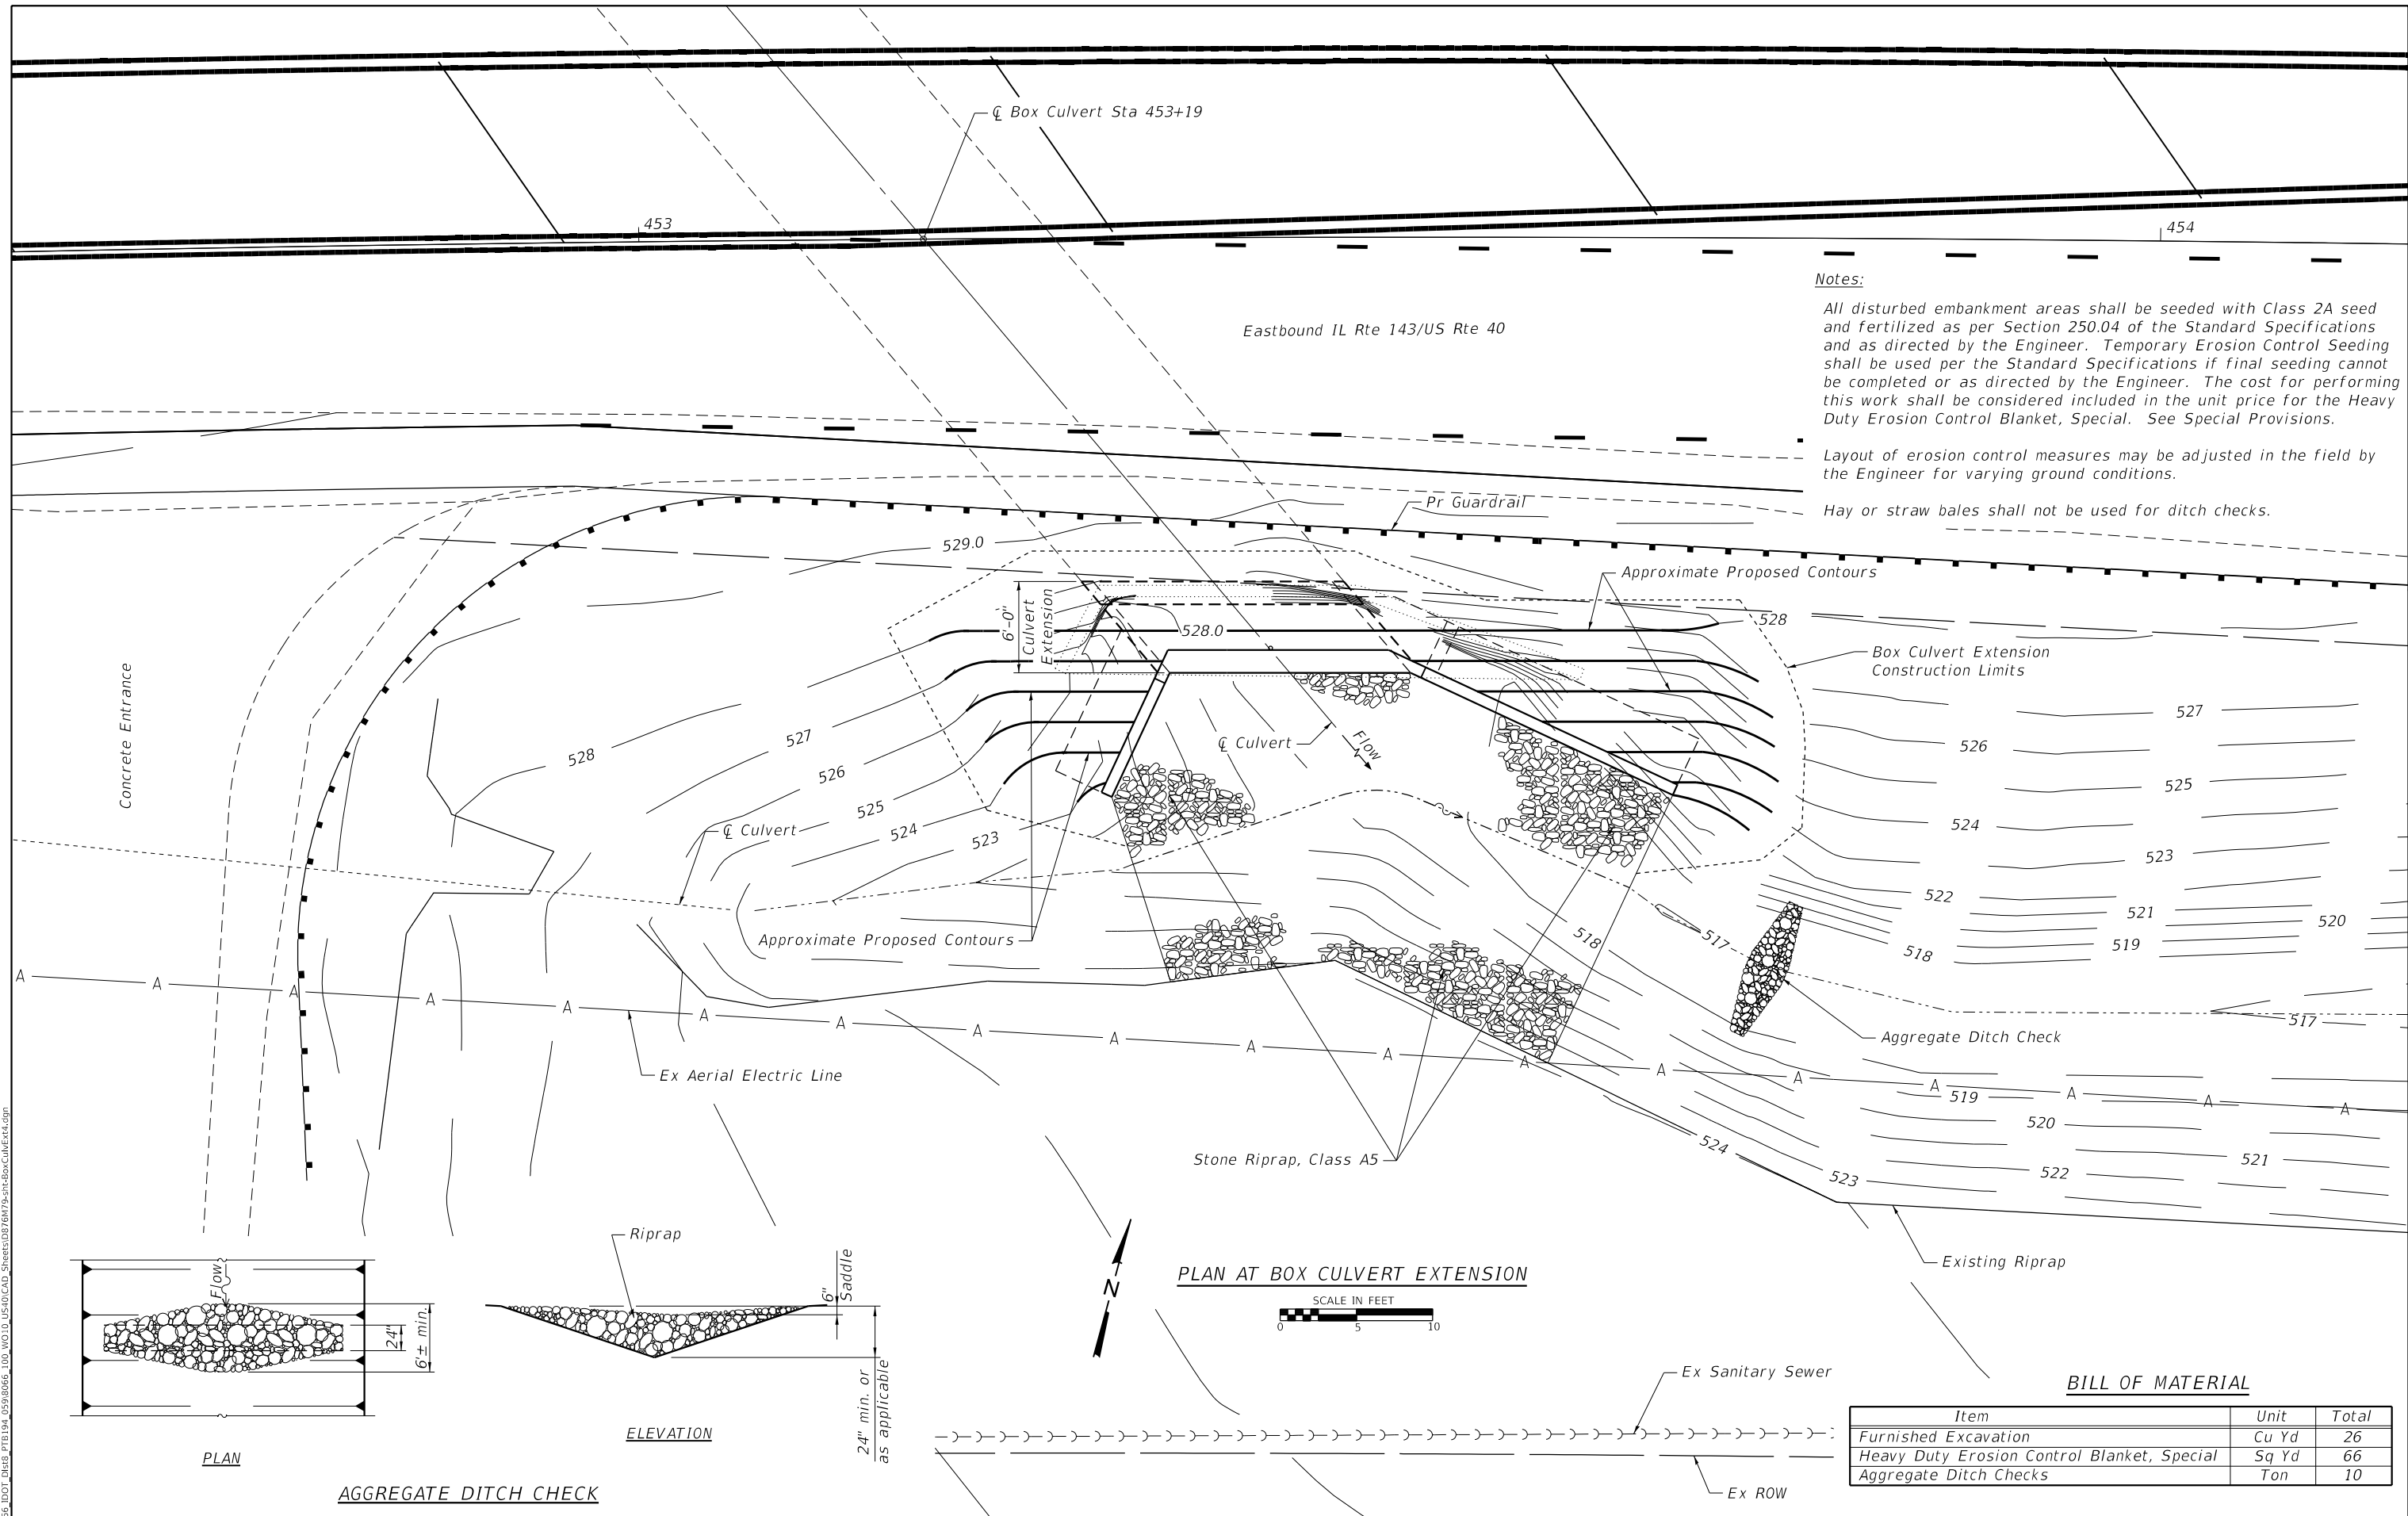 ℄ Box Culvert Sta 453+19
453
454
Eastbound IL Rte 143/US Rte 40
Notes:
All disturbed embankment areas shall be seeded with Class 2A seed
and fertilized as per Section 250.04 of the Standard Specifications
and as directed by the Engineer. Temporary Erosion Control Seeding
shall be used per the Standard Specifications if final seeding cannot
be completed or as directed by the Engineer. The cost for performing
this work shall be considered included in the unit price for the Heavy
Duty Erosion Control Blanket, Special. See Special Provisions.
Layout of erosion control measures may be adjusted in the field by
the Engineer for varying ground conditions.
Hay or straw bales shall not be used for ditch checks.
Pr Guardrail
529.0
Approximate Proposed Contours
6'-0"
Culvert
Extension
528.0
528
Box Culvert Extension
Construction Limits
Concrete Entrance
528
527
526
525
524
523
℄ Culvert
℄ Culvert
Flow
527
526
525
524
523
522
521
520
519
518
518
517
517
Approximate Proposed Contours
Aggregate Ditch Check
A A A A A A A A A A A A A A A A A A
Ex Aerial Electric Line
519
520
521
522
523
524
Stone Riprap, Class A5
Existing Riprap
N
PLAN AT BOX CULVERT EXTENSION
SCALE IN FEET
0 5 10
Flow
24"
6'± min.
PLAN
Riprap
6"
Saddle
24" min. or
as applicable
ELEVATION
AGGREGATE DITCH CHECK
Ex Sanitary Sewer
Ex ROW
BILL OF MATERIAL
Item Unit Total
Furnished Excavation Cu Yd 26
Heavy Duty Erosion Control Blanket, Special Sq Yd 66
Aggregate Ditch Checks Ton 10